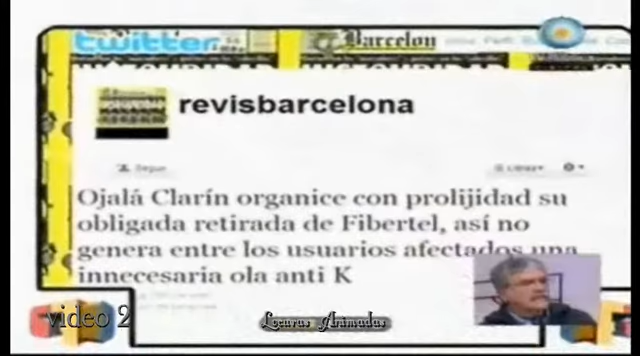 twitter
Barcelon
revisbarcelona
Seguir
Ojalá Clarín organice con prolijidad su
obligada retirada de Fibertel, así no
genera entre los usuarios afectados una
innecesaria ola anti K
video 2
Locuras Animadas